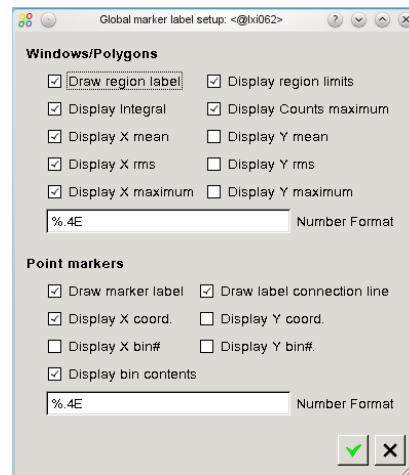 Global marker label setup: <@lxi062>
Windows/Polygons
Draw region label Display region limits
Display Integral Display Counts maximum
Display X mean Display Y mean
Display X rms Display Y rms
Display X maximum Display Y maximum
%.4E Number Format
Point markers
Draw marker label Draw label connection line
Display X coord. Display Y coord.
Display X bin# Display Y bin#.
Display bin contents
%.4E Number Format